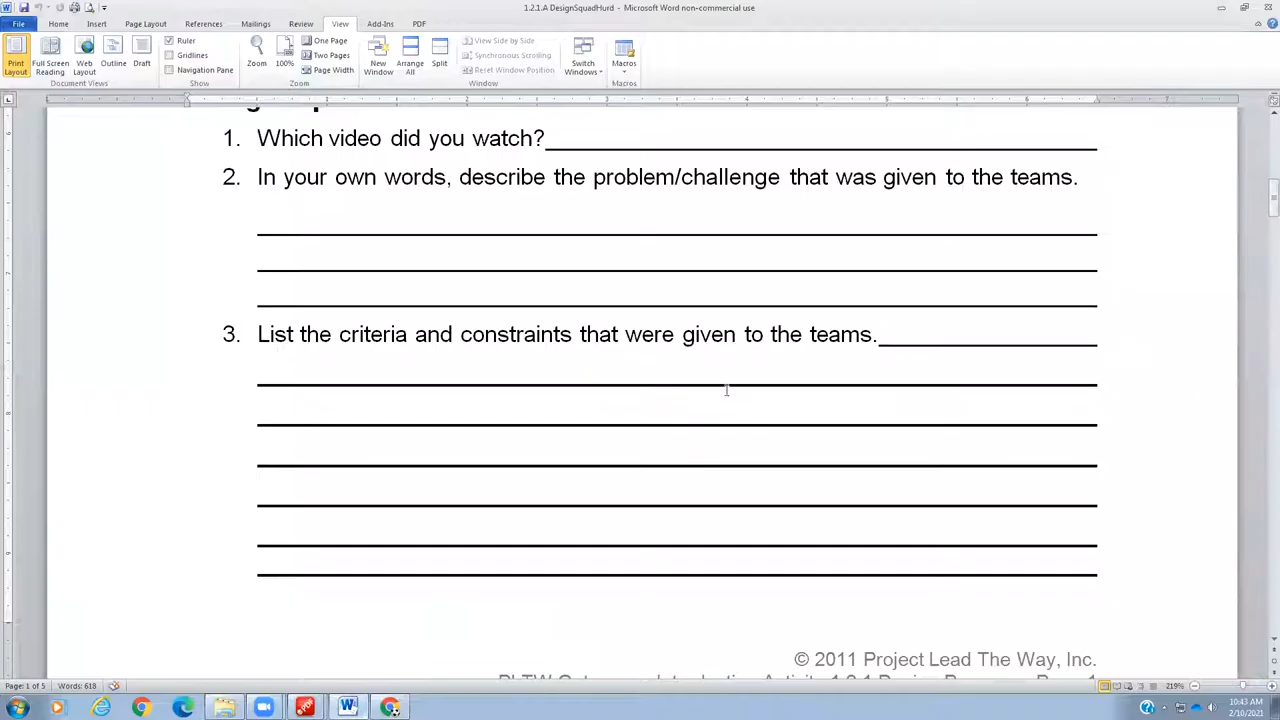 1.2.1.A DesignSquadHurd - Microsoft Word non-commercial use
File Home Insert Page Layout References Mailings Review View Add-Ins PDF
Print Layout Full Screen Reading Web Layout Outline Draft
Document Views
Ruler
Gridlines
Navigation Pane
Show
Zoom 100% One Page
Two Pages
Page Width
Zoom
New Window Arrange All Split View Side by Side
Synchronous Scrolling
Reset Window Position
Switch Windows
Window
Macros
Macros
1. Which video did you watch?
2. In your own words, describe the problem/challenge that was given to the teams.
3. List the criteria and constraints that were given to the teams.
© 2011 Project Lead The Way, Inc.
Page: 1 of 5 Words: 618 219%
10:43 AM
2/10/2021